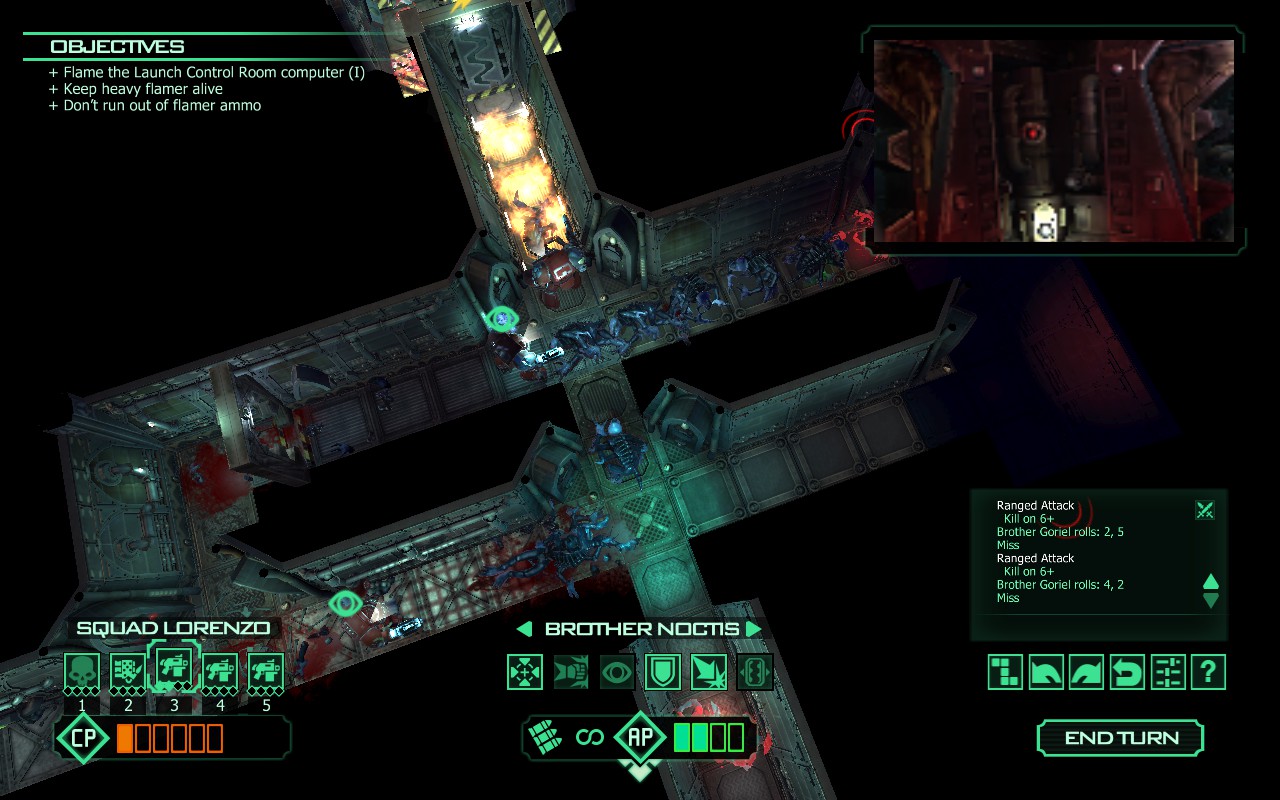 OBJECTIVES
+ Flame the Launch Control Room computer (I)
+ Keep heavy flamer alive
+ Don't run out of flamer ammo
Ranged Attack
Kill on 6+
Brother Goriel rolls: 2, 5
Miss
Ranged Attack
Kill on 6+
Brother Goriel rolls: 4, 2
Miss
SQUAD LORENZO
1 2 3 4 5
CP
BROTHER NOCTIS
∞ AP
?
END TURN